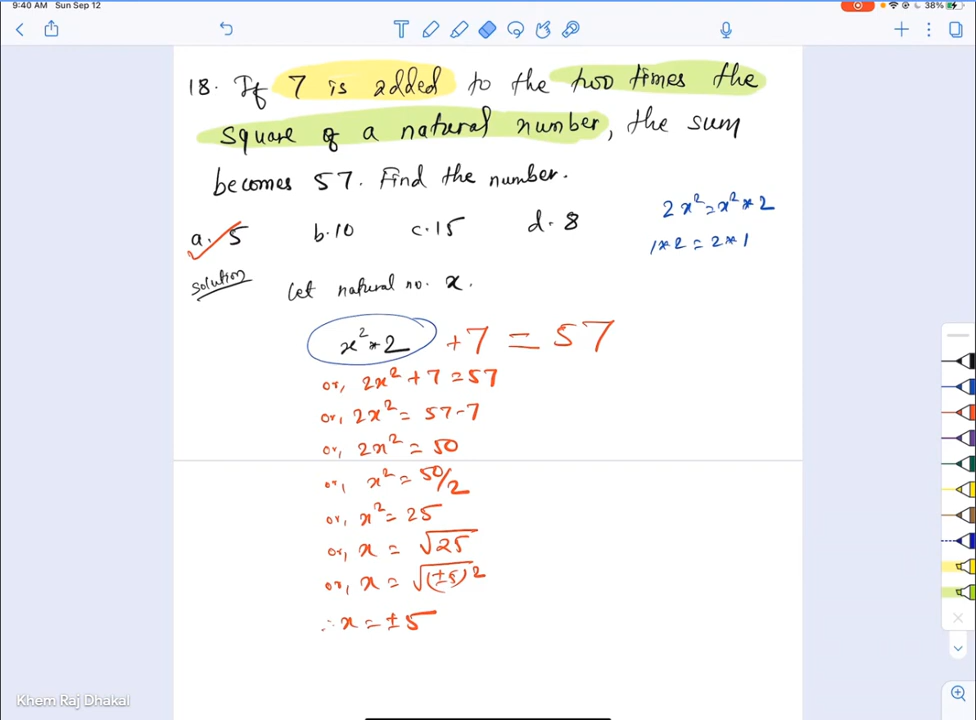 9:40 AM Sun Sep 12
38%
18. If 7 is added to the two times the
square of a natural number, the sum
becomes 57. Find the number.
2x²=x²*2
a. 5 b. 10 c. 15 d. 8
1*2 = 2*1
Solution
Let natural no. x.
x²*2 +7 = 57
or, 2x² + 7 = 57
or, 2x² = 57-7
or, 2x² = 50
or, x² = 50/2
or, x² = 25
or, x = √25
or, x = √(±5)²
∴ x = ±5
Khem Raj Dhakal